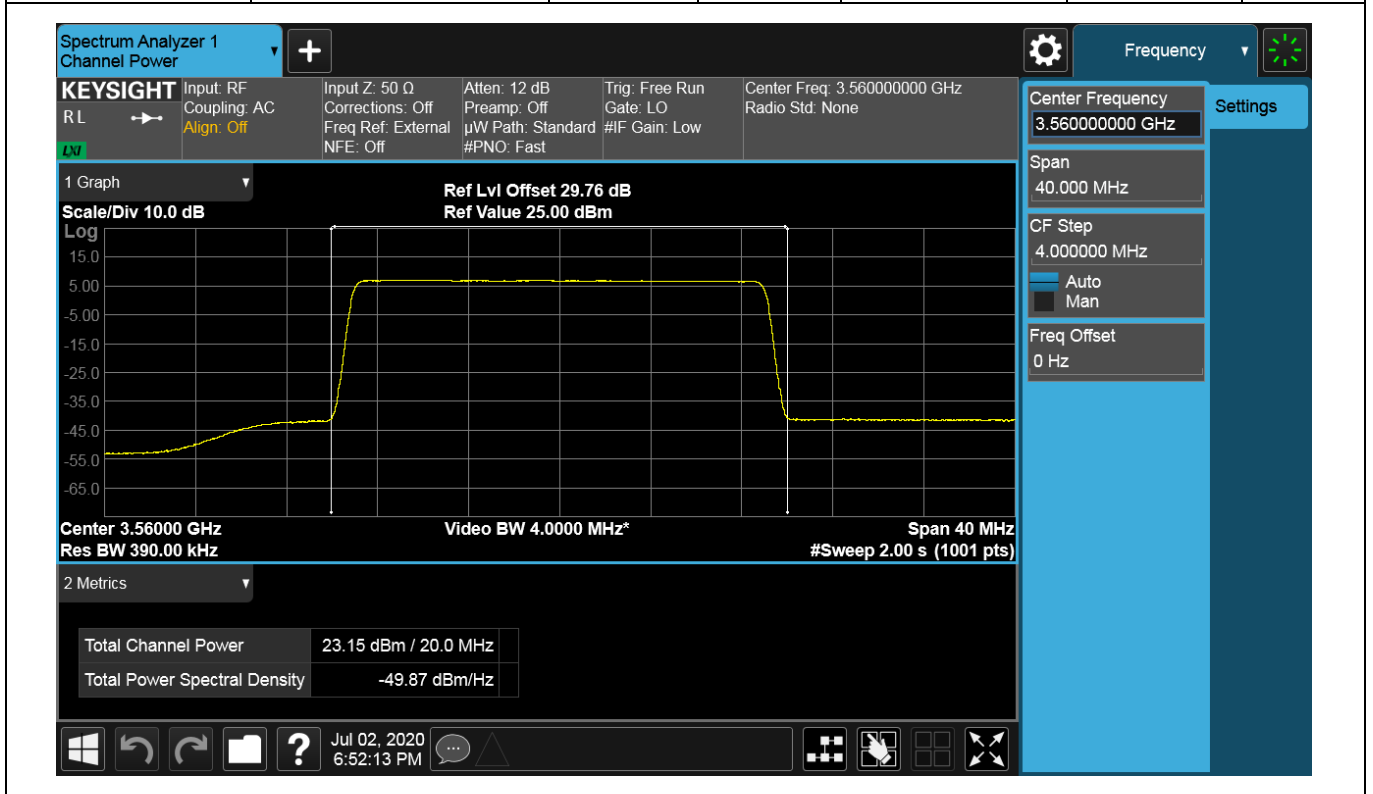 Spectrum Analyzer 1
Channel Power
Frequency
KEYSIGHT
RL
LXI
Input: RF
Coupling: AC
Align: Off
Input Z: 50 Ω
Corrections: Off
Freq Ref: External
NFE: Off
Atten: 12 dB
Preamp: Off
µW Path: Standard
#PNO: Fast
Trig: Free Run
Gate: LO
#IF Gain: Low
Center Freq: 3.560000000 GHz
Radio Std: None
1 Graph
Scale/Div 10.0 dB
Ref Lvl Offset 29.76 dB
Ref Value 25.00 dBm
Log
15.0
5.00
-5.00
-15.0
-25.0
-35.0
-45.0
-55.0
-65.0
Center 3.56000 GHz
Video BW 4.0000 MHz*
Span 40 MHz
Res BW 390.00 kHz
#Sweep 2.00 s (1001 pts)
2 Metrics
Total Channel Power 23.15 dBm / 20.0 MHz
Total Power Spectral Density -49.87 dBm/Hz
?
Jul 02, 2020
6:52:13 PM
Center Frequency
3.560000000 GHz
Span
40.000 MHz
CF Step
4.000000 MHz
Auto
Man
Freq Offset
0 Hz
Settings